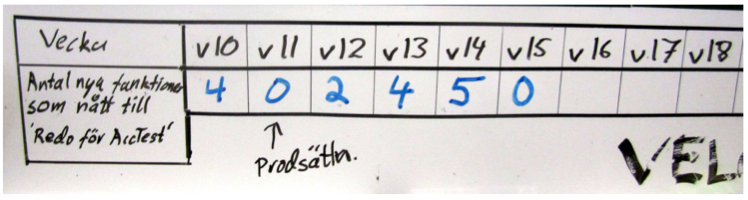 Vecka v10 v11 v12 v13 v14 v15 v16 v.17 v18
Antal nya funktioner 4 0 2 4 5 0
som nått till
'Redo för AccTest'
↑
Prodsättn.
VEL